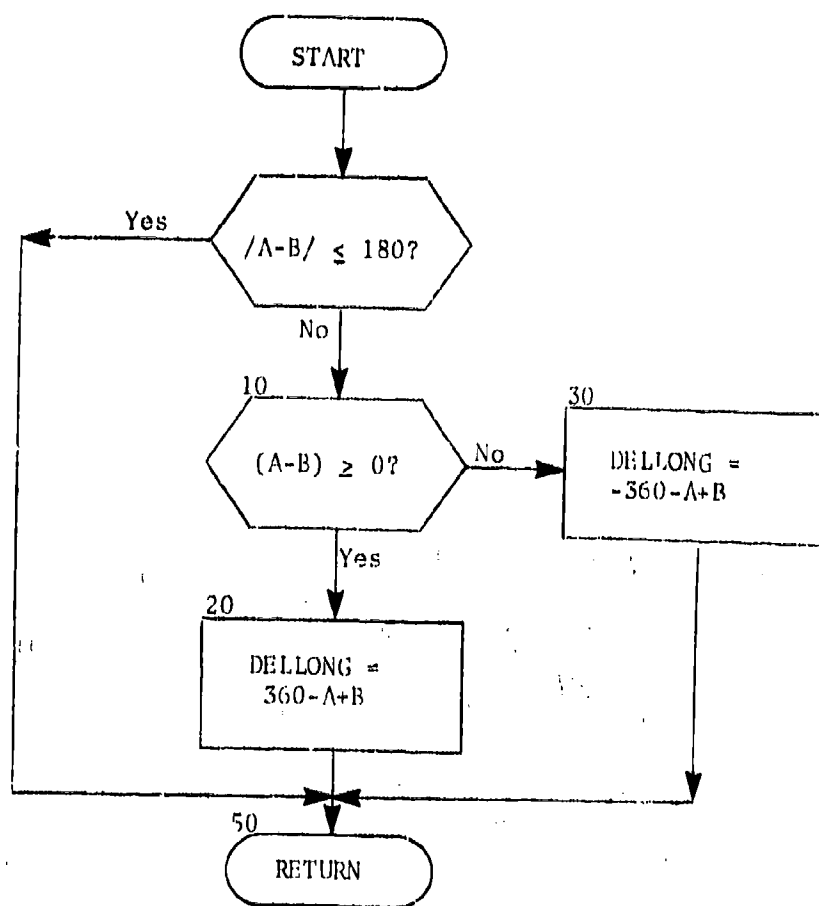 START
Yes
/A-B/ ≤ 180?
No
10
(A-B) ≥ 0?
No
30
DELLONG =
-360-A+B
Yes
20
DELLONG =
360-A+B
50
RETURN